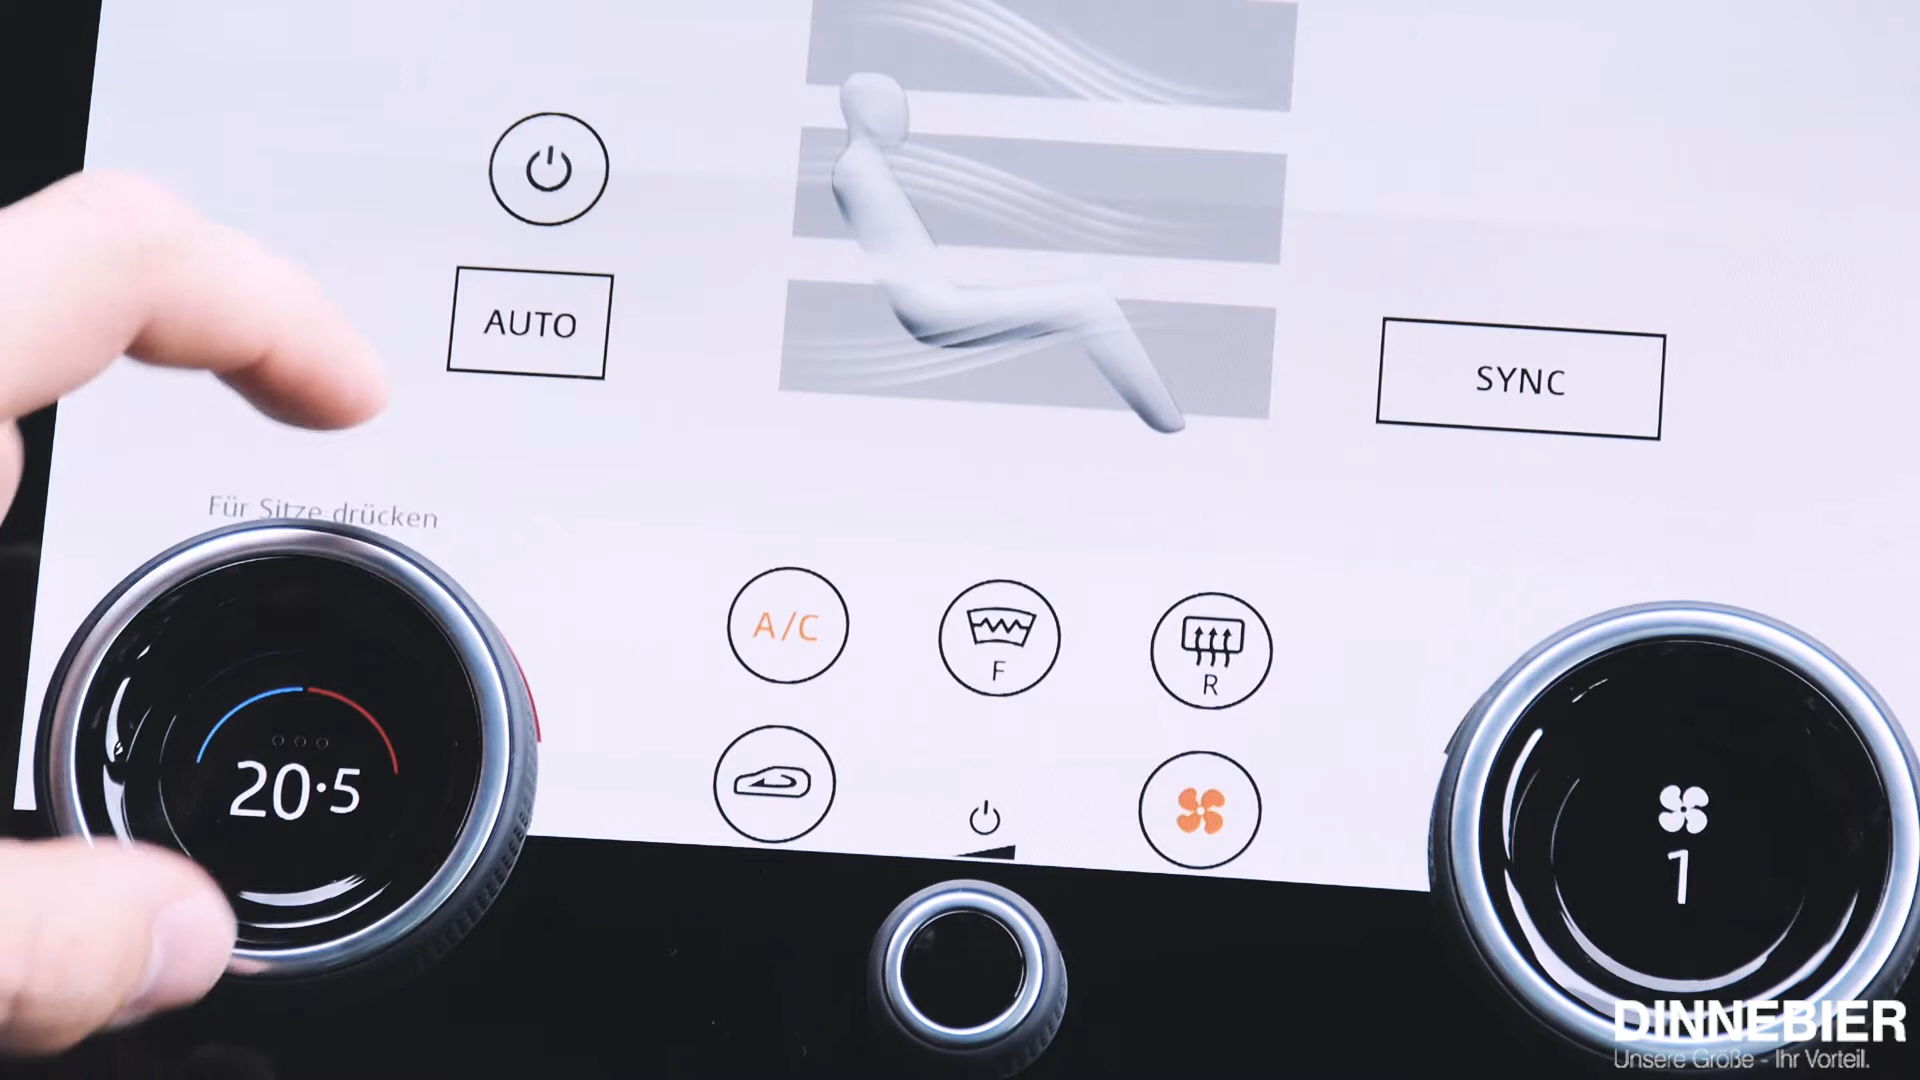 AUTO
SYNC
Für Sitze drücken
A/C
F
R
20·5
1
DINNEBIER
Unsere Größe - Ihr Vorteil.